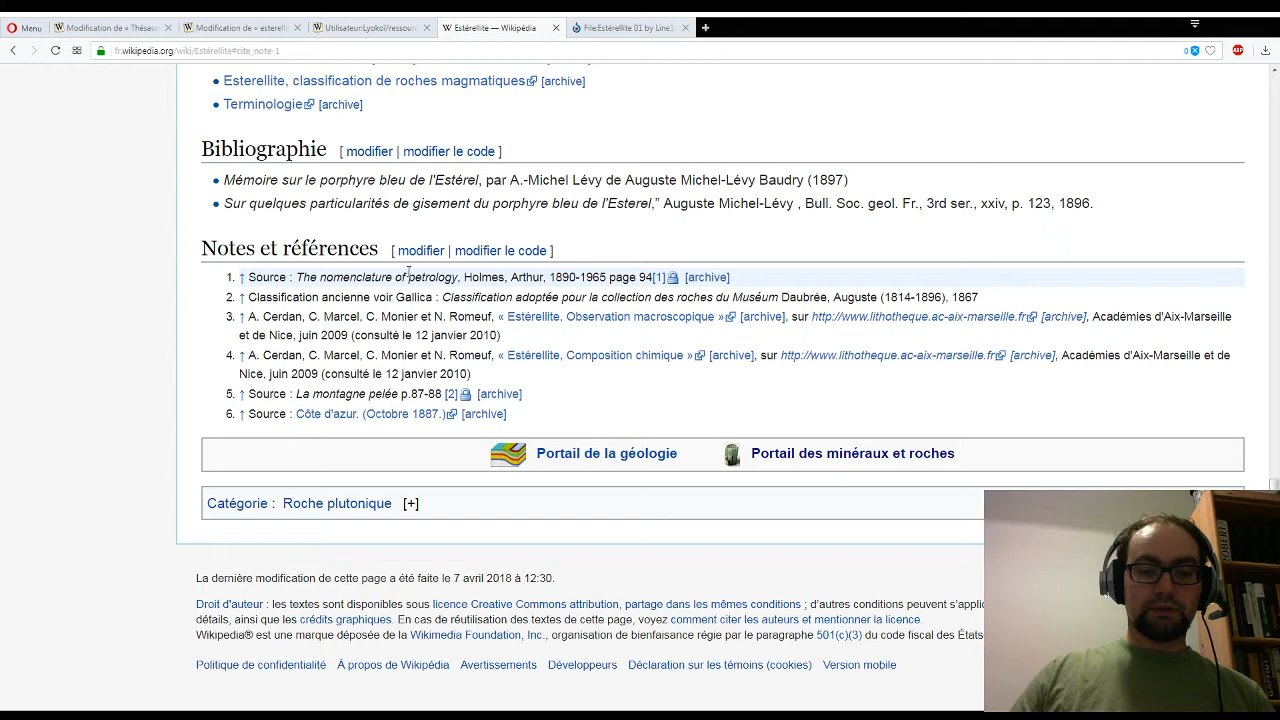 Menu
Modification de « Thésau
Modification de « esterell
Utilisateur:Lyokoï/ressourc
Estérellite — Wikipédia
File:Estérellite 01 by Line1
fr.wikipedia.org/wiki/Estérellite#cite_note-1
0
ABP
Esterellite, classification de roches magmatiques [archive]
Terminologie [archive]
Bibliographie [ modifier | modifier le code ]
Mémoire sur le porphyre bleu de l'Estérel, par A.-Michel Lévy de Auguste Michel-Lévy Baudry (1897)
Sur quelques particularités de gisement du porphyre bleu de l'Esterel,” Auguste Michel-Lévy , Bull. Soc. geol. Fr., 3rd ser., xxiv, p. 123, 1896.
Notes et références [ modifier | modifier le code ]
1. ↑ Source : The nomenclature of petrology, Holmes, Arthur, 1890-1965 page 94[1] [archive]
2. ↑ Classification ancienne voir Gallica : Classification adoptée pour la collection des roches du Muséum Daubrée, Auguste (1814-1896), 1867
3. ↑ A. Cerdan, C. Marcel, C. Monier et N. Romeuf, « Estérellite, Observation macroscopique » [archive], sur http://www.lithotheque.ac-aix-marseille.fr [archive], Académies d'Aix-Marseille
et de Nice, juin 2009 (consulté le 12 janvier 2010)
4. ↑ A. Cerdan, C. Marcel, C. Monier et N. Romeuf, « Estérellite, Composition chimique » [archive], sur http://www.lithotheque.ac-aix-marseille.fr [archive], Académies d'Aix-Marseille et de
Nice, juin 2009 (consulté le 12 janvier 2010)
5. ↑ Source : La montagne pelée p.87-88 [2] [archive]
6. ↑ Source : Côte d'azur. (Octobre 1887.) [archive]
Portail de la géologie Portail des minéraux et roches
Catégorie : Roche plutonique [+]
La dernière modification de cette page a été faite le 7 avril 2018 à 12:30.
Droit d'auteur : les textes sont disponibles sous licence Creative Commons attribution, partage dans les mêmes conditions ; d’autres conditions peuvent s’appli
détails, ainsi que les crédits graphiques. En cas de réutilisation des textes de cette page, voyez comment citer les auteurs et mentionner la licence.
Wikipedia® est une marque déposée de la Wikimedia Foundation, Inc., organisation de bienfaisance régie par le paragraphe 501(c)(3) du code fiscal des États
Politique de confidentialité À propos de Wikipédia Avertissements Développeurs Déclaration sur les témoins (cookies) Version mobile